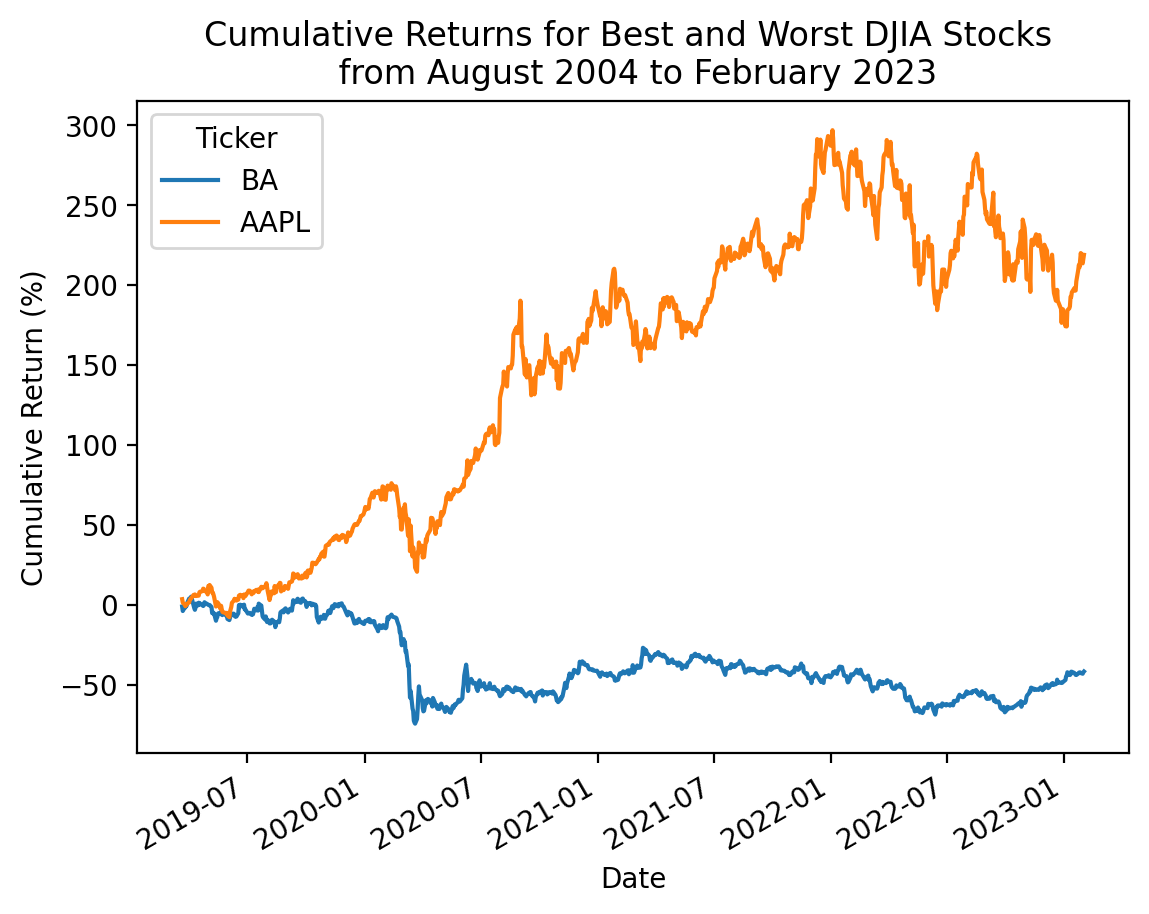 Cumulative Returns for Best and Worst DJIA Stocks
from August 2004 to February 2023
Ticker
BA
AAPL
Cumulative Return (%)
300
250
200
150
100
50
0
−50
2019-07
2020-01
2020-07
2021-01
2021-07
2022-01
2022-07
2023-01
Date